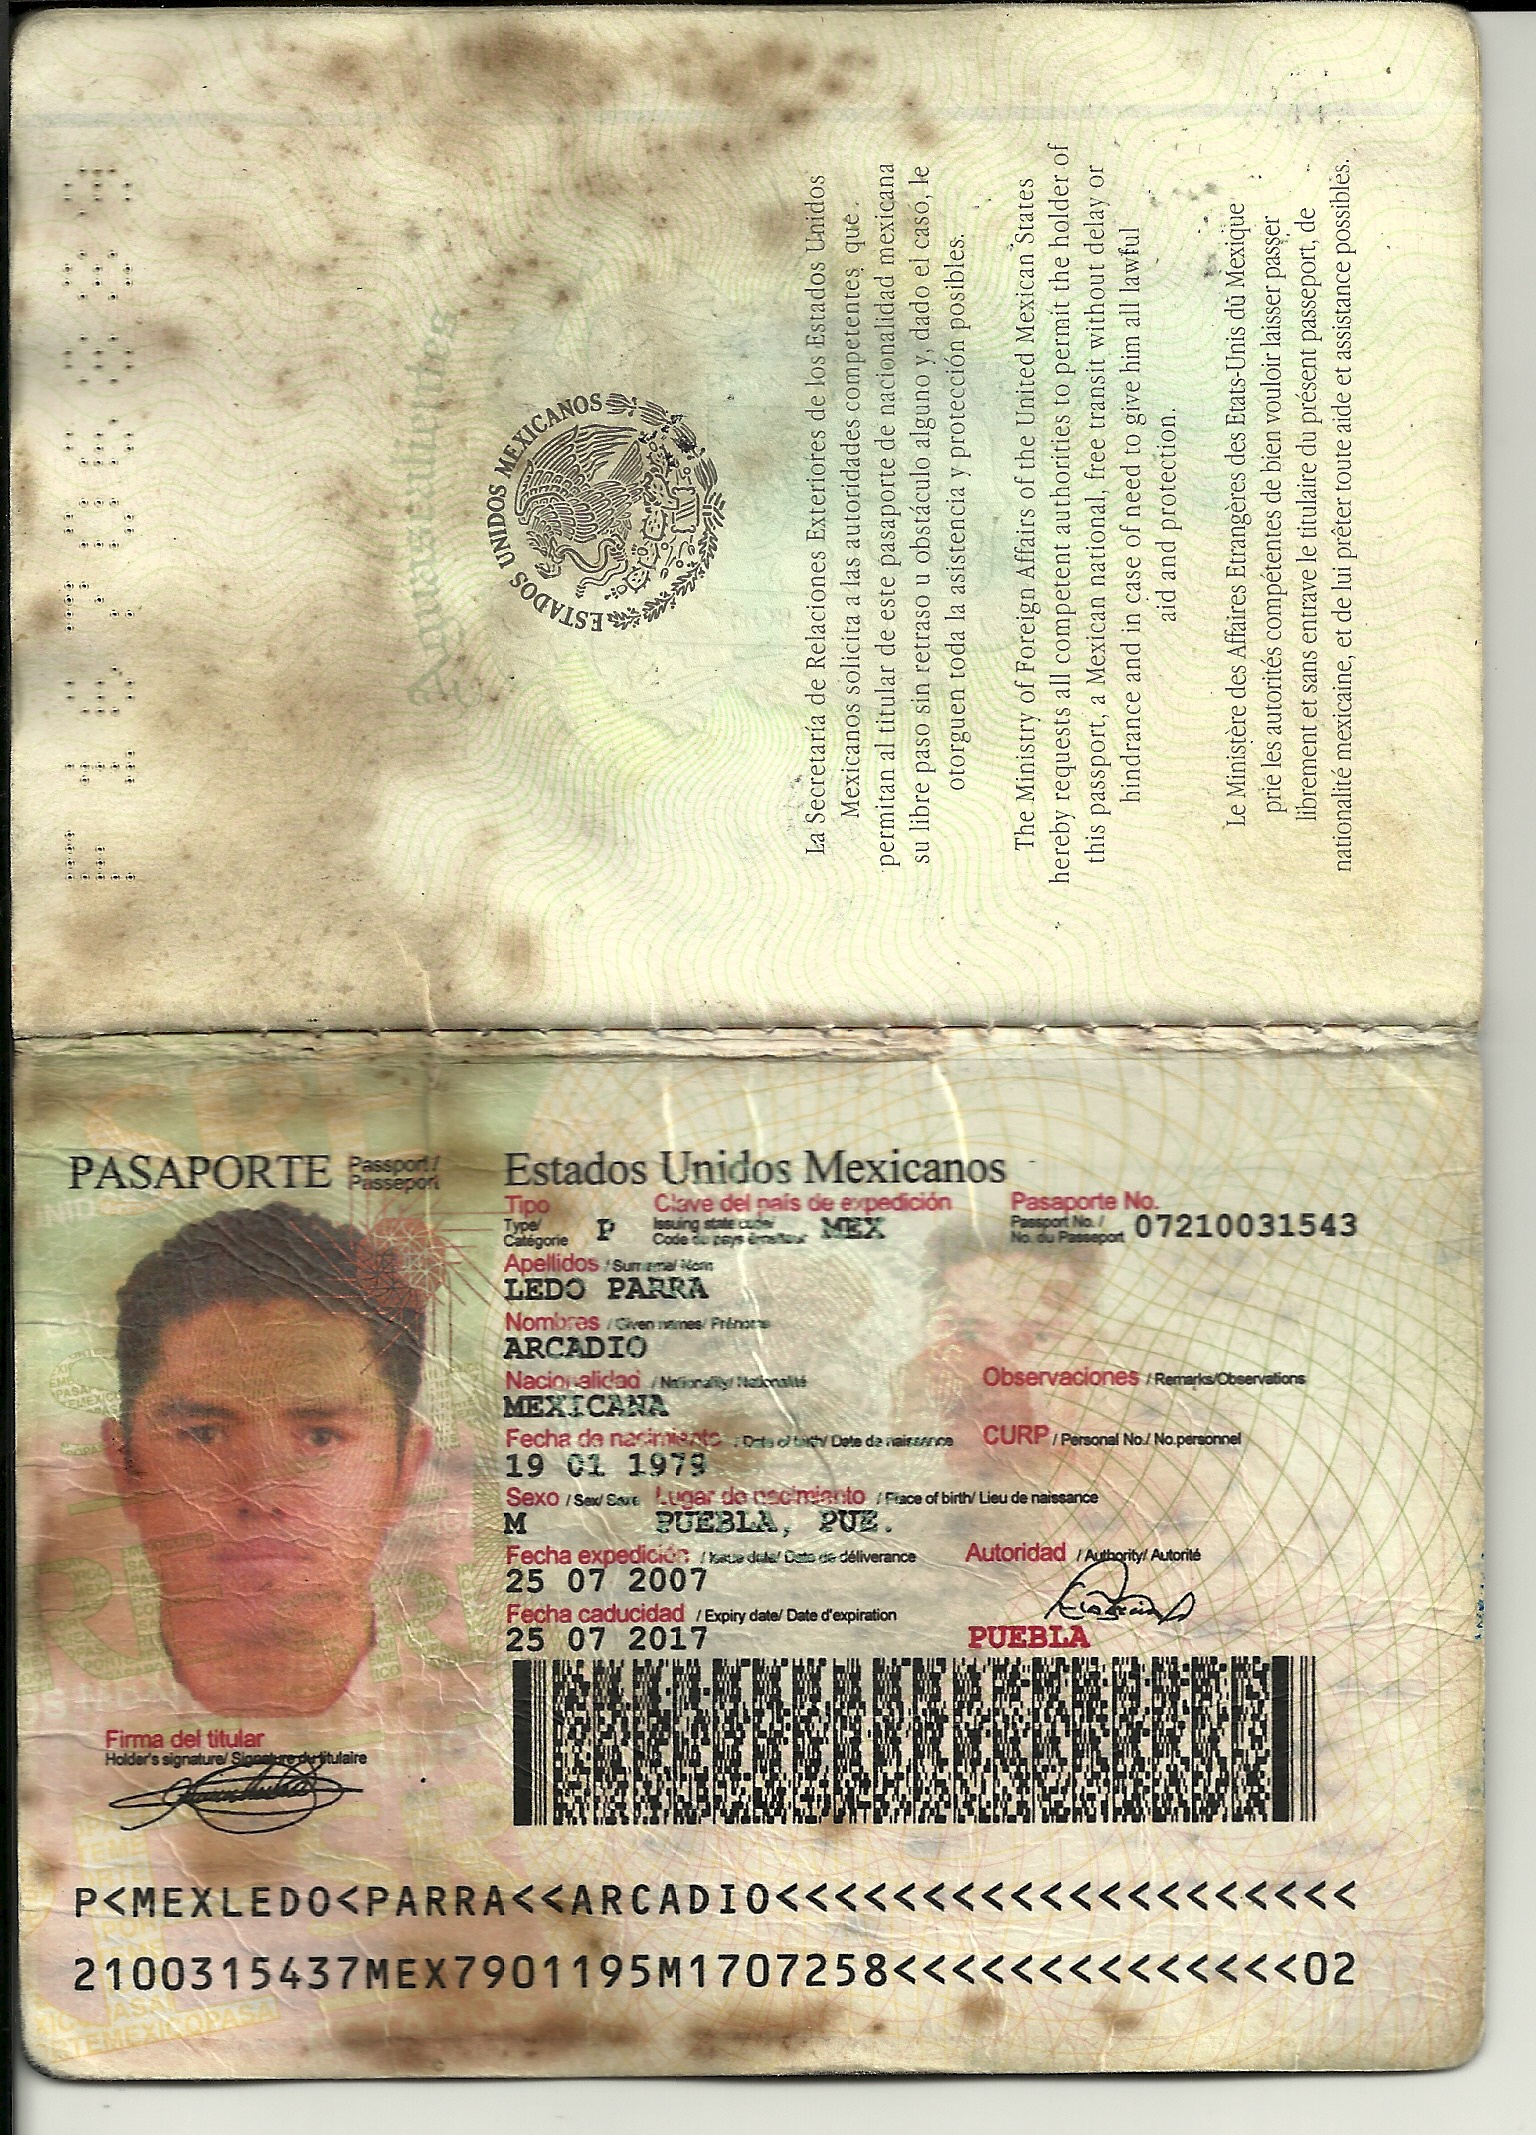 ESTADOS UNIDOS MEXICANOS
La Secretaría de Relaciones Exteriores de los Estados Unidos
Mexicanos solicita a las autoridades competentes que
permitan al titular de este pasaporte de nacionalidad mexicana
su libre paso sin retraso u obstáculo alguno y, dado el caso, le
otorguen toda la asistencia y protección posibles.
The Ministry of Foreign Affairs of the United Mexican States
hereby requests all competent authorities to permit the holder of
this passport, a Mexican national, free transit without delay or
hindrance and in case of need to give him all lawful
aid and protection.
Le Ministère des Affaires Etrangères des Etats-Unis du Mexique
prie les autorités compétentes de bien vouloir laisser passer
librement et sans entrave le titulaire du présent passeport, de
nationalité mexicaine, et de lui prêter toute aide et assistance possibles.
PASAPORTE Passport / Passeport
Estados Unidos Mexicanos
Tipo Clave del país de expedición Pasaporte No.
Type/ Catégorie P Issuing state code/ Code du pays émetteur MEX Passport No. / No. du Passeport 07210031543
Apellidos / Surname/ Nom
LEDO PARRA
Nombres / Given names/ Prénoms
ARCADIO
Nacionalidad / Nationality/ Nationalité Observaciones / Remarks/Observations
MEXICANA
Fecha de nacimiento / Date of birth/ Date de naissance CURP / Personal No./ No.personnel
19 01 1979
Sexo / Sex/ Sexe Lugar de nacimiento / Place of birth/ Lieu de naissance
M PUEBLA, PUE.
Fecha expedición / Issue date/ Date de déliverance Autoridad / Authority/ Autorité
25 07 2007
Fecha caducidad / Expiry date/ Date d'expiration
25 07 2017 PUEBLA
Firma del titular
Holder's signature/ Signature du titulaire
P<MEXLEDO<PARRA<<ARCADIO<<<<<<<<<<<<<<<<<<<<
2100315437MEX7901195M1707258<<<<<<<<<<<<<<02